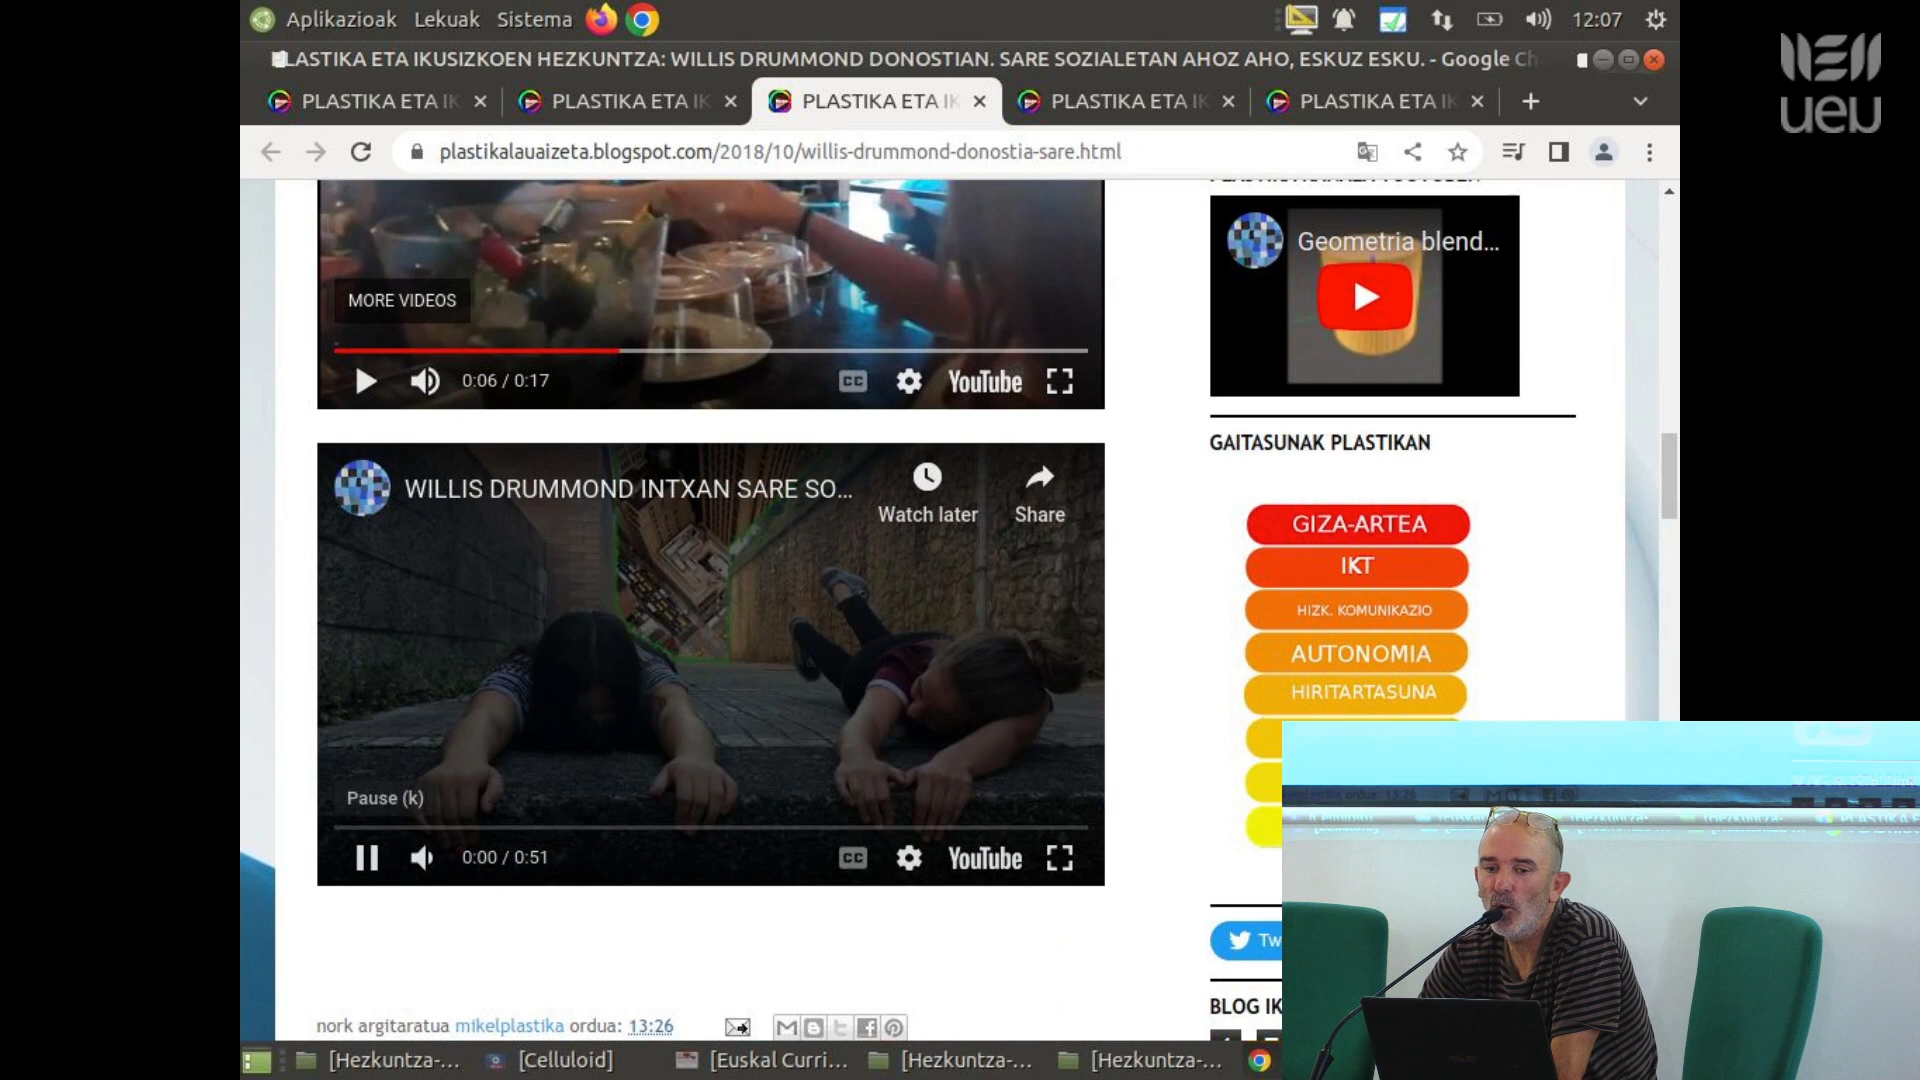 Aplikazioak Lekuak Sistema 12:07
PLASTIKA ETA IKUSIZKOEN HEZKUNTZA: WILLIS DRUMMOND DONOSTIAN. SARE SOZIALETAN AHOZ AHO, ESKUZ ESKU. - Google Ch
PLASTIKA ETA IK PLASTIKA ETA IK PLASTIKA ETA IK PLASTIKA ETA IK PLASTIKA ETA IK
plastikalauaizeta.blogspot.com/2018/10/willis-drummond-donostia-sare.html
ueu
MORE VIDEOS
0:06 / 0:17
CC
YouTube
WILLIS DRUMMOND INTXAN SARE SO...
Watch later
Share
Pause (k)
0:00 / 0:51
CC
YouTube
nork argitaratua mikelplastika ordua: 13:26
Geometria blend...
GAITASUNAK PLASTIKAN
GIZA-ARTEA
IKT
HIZK. KOMUNIKAZIO
AUTONOMIA
HIRITARTASUNA
Tw
BLOG IK
[Hezkuntza-... [Celluloid] [Euskal Curri... [Hezkuntza-... [Hezkuntza-...